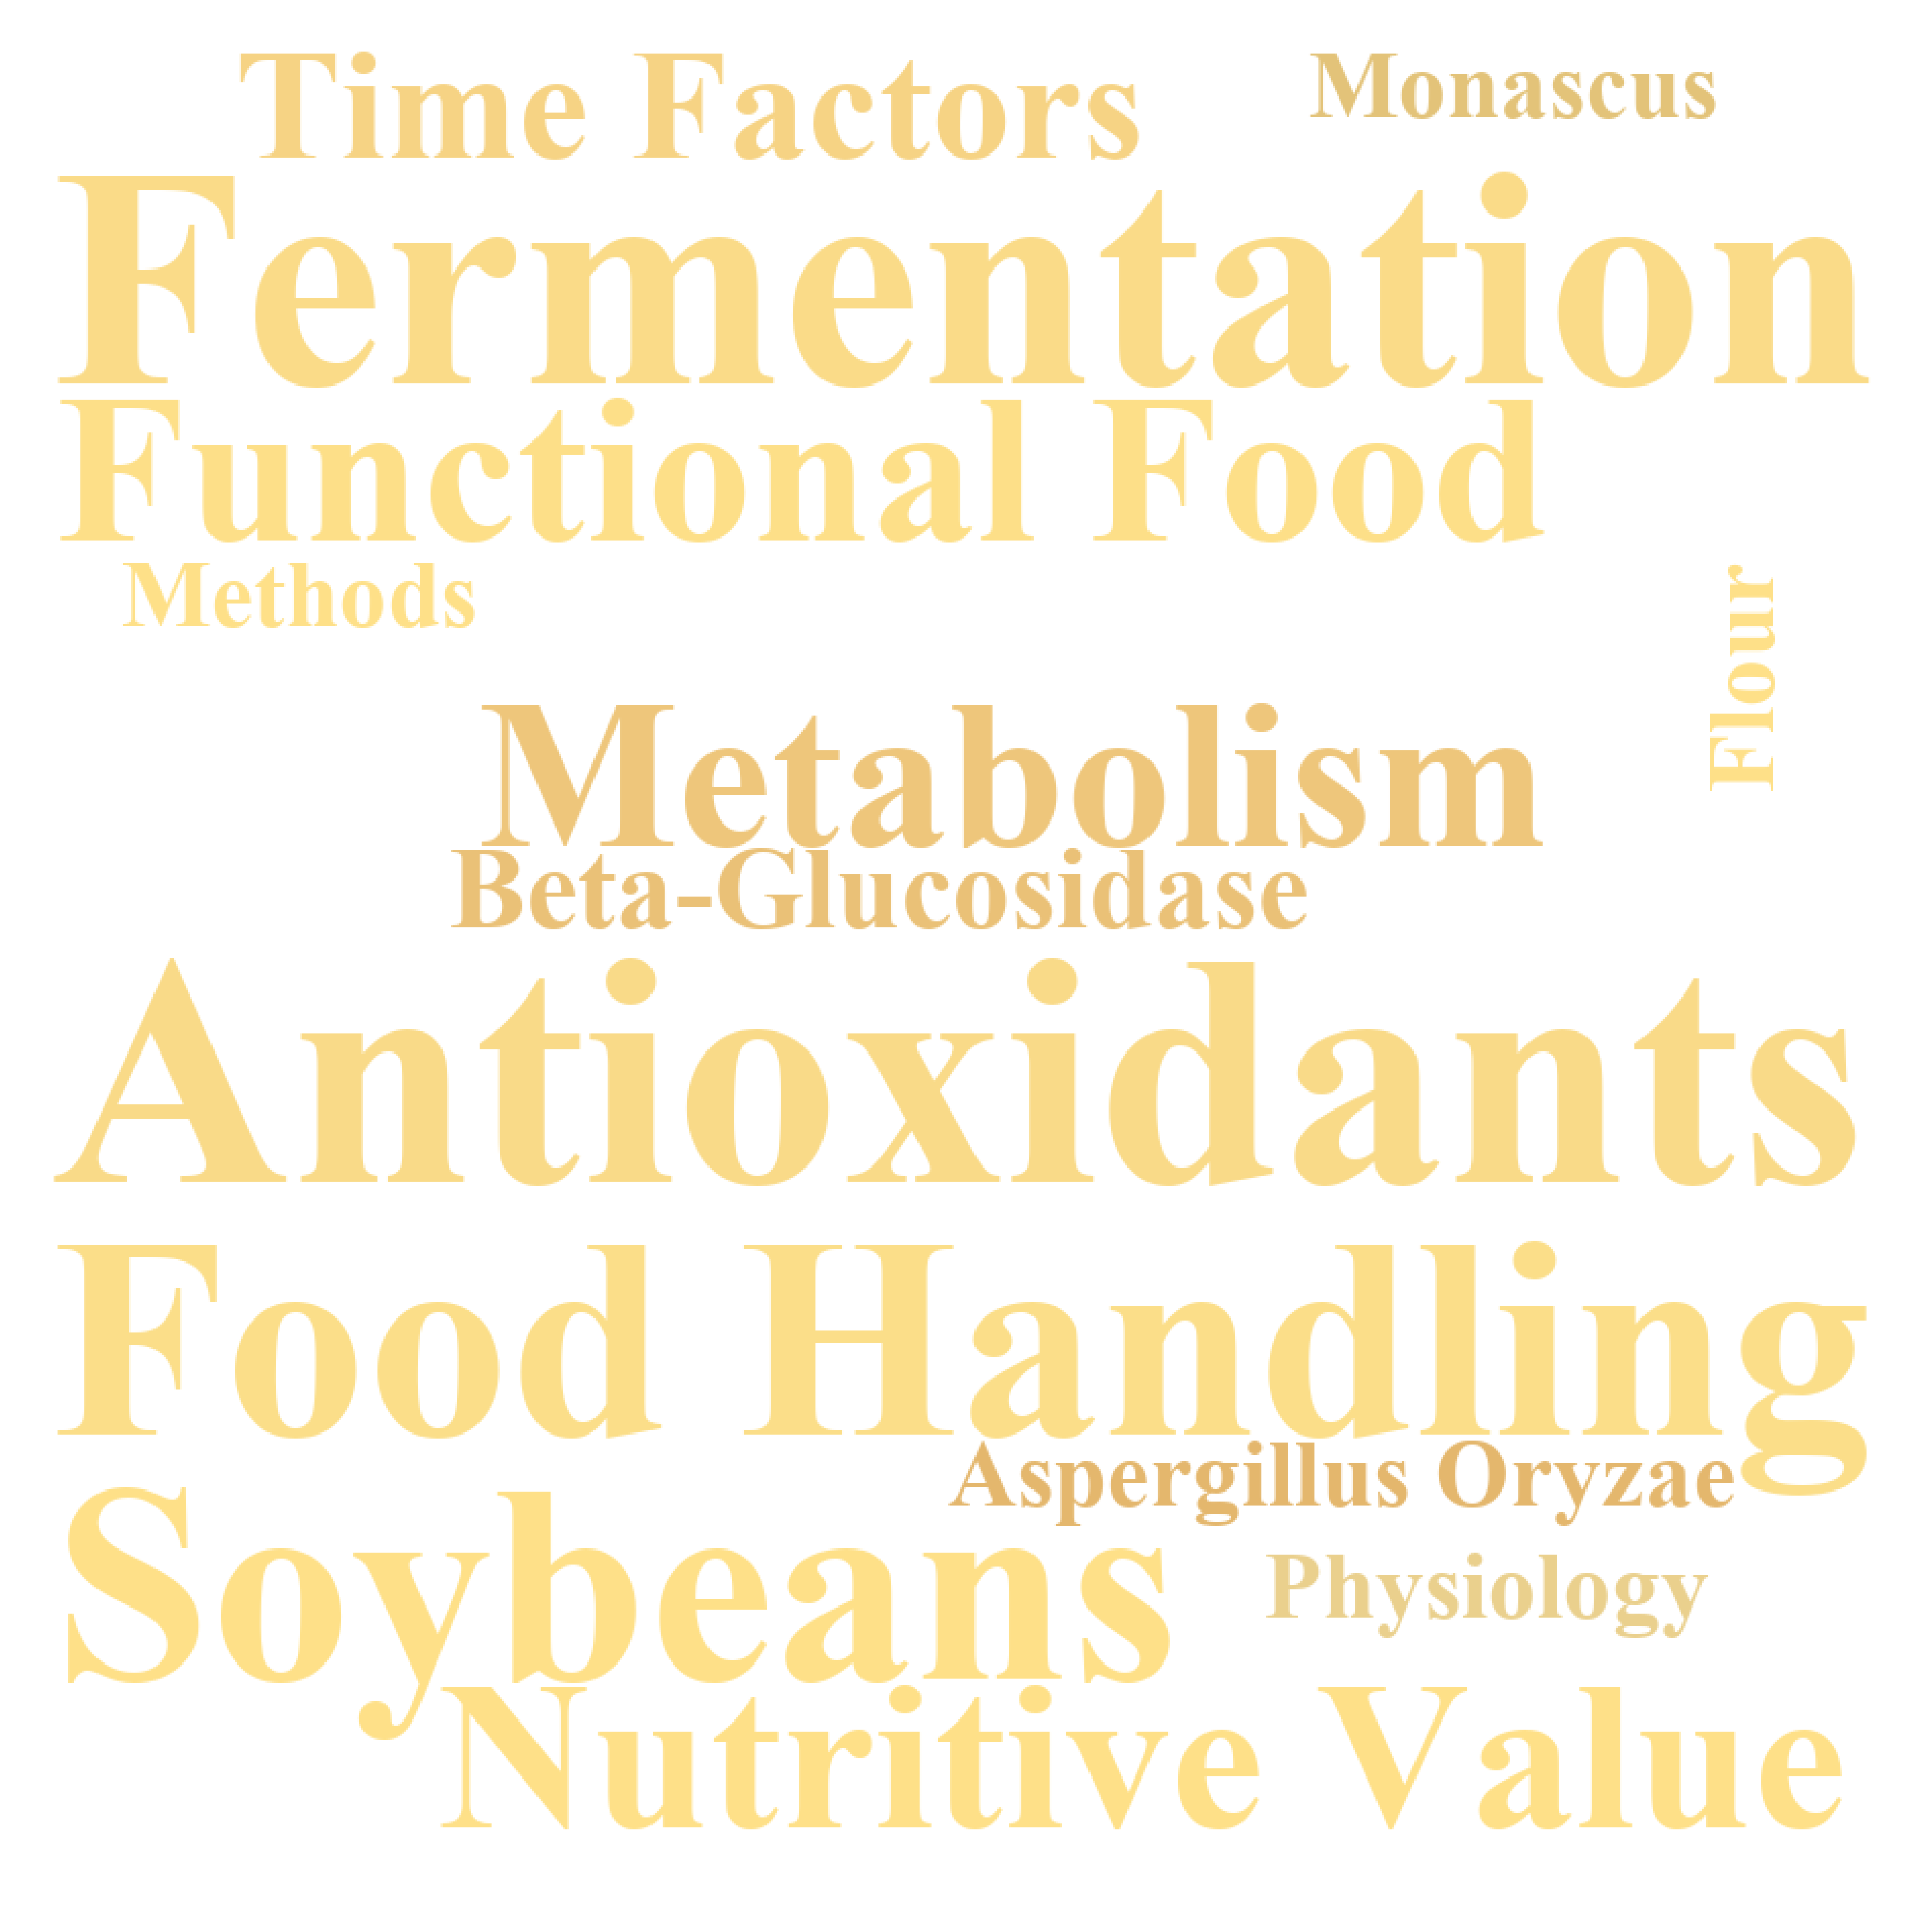 Time Factors
Monascus
Fermentation
Functional Food
Methods
Flour
Metabolism
Beta-Glucosidase
Antioxidants
Food Handling
Aspergillus Oryzae
Soybeans
Physiology
Nutritive Value